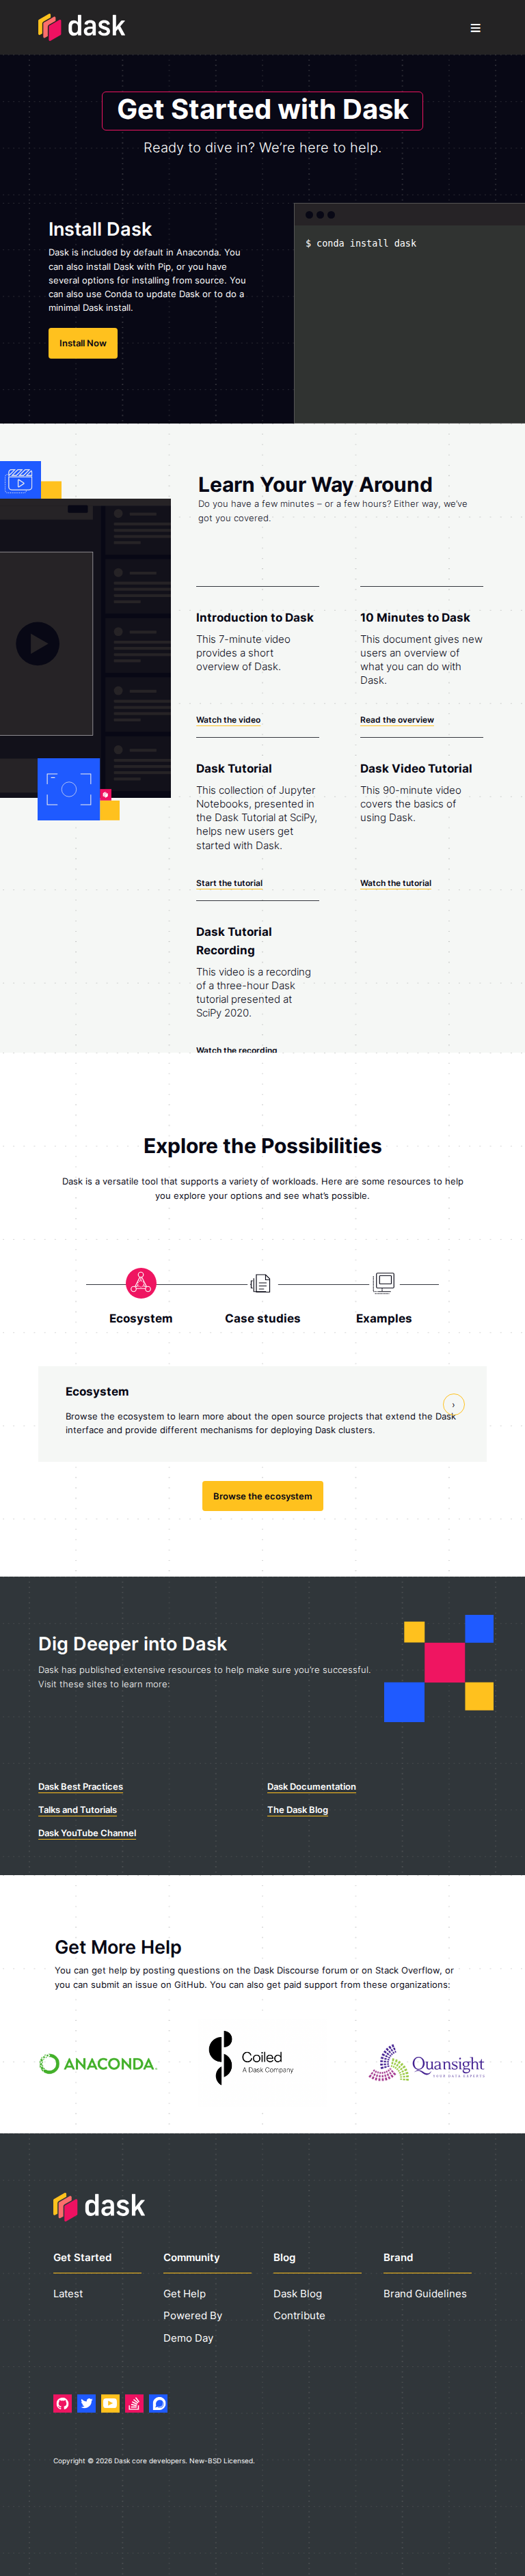 dask
Get Started with Dask
Ready to dive in? We’re here to help.
Install Dask
Dask is included by default in Anaconda. You
can also install Dask with Pip, or you have
several options for installing from source. You
can also use Conda to update Dask or to do a
minimal Dask install.
Install Now
$ conda install dask
Learn Your Way Around
Do you have a few minutes – or a few hours? Either way, we’ve
got you covered.
Introduction to Dask
This 7-minute video
provides a short
overview of Dask.
Watch the video
10 Minutes to Dask
This document gives new
users an overview of
what you can do with
Dask.
Read the overview
Dask Tutorial
This collection of Jupyter
Notebooks, presented in
the Dask Tutorial at SciPy,
helps new users get
started with Dask.
Start the tutorial
Dask Video Tutorial
This 90-minute video
covers the basics of
using Dask.
Watch the tutorial
Dask Tutorial
Recording
This video is a recording
of a three-hour Dask
tutorial presented at
SciPy 2020.
Watch the recording
Explore the Possibilities
Dask is a versatile tool that supports a variety of workloads. Here are some resources to help
you explore your options and see what’s possible.
Ecosystem
Case studies
Examples
Ecosystem
Browse the ecosystem to learn more about the open source projects that extend the Dask
interface and provide different mechanisms for deploying Dask clusters.
›
Browse the ecosystem
Dig Deeper into Dask
Dask has published extensive resources to help make sure you’re successful.
Visit these sites to learn more:
Dask Best Practices
Dask Documentation
Talks and Tutorials
The Dask Blog
Dask YouTube Channel
Get More Help
You can get help by posting questions on the Dask Discourse forum or on Stack Overflow, or
you can submit an issue on GitHub. You can also get paid support from these organizations:
ANACONDA.
Coiled
A Dask Company
Quansight
YOUR DATA EXPERTS
dask
Get Started
Latest
Community
Get Help
Powered By
Demo Day
Blog
Dask Blog
Contribute
Brand
Brand Guidelines
Copyright © 2026 Dask core developers. New-BSD Licensed.